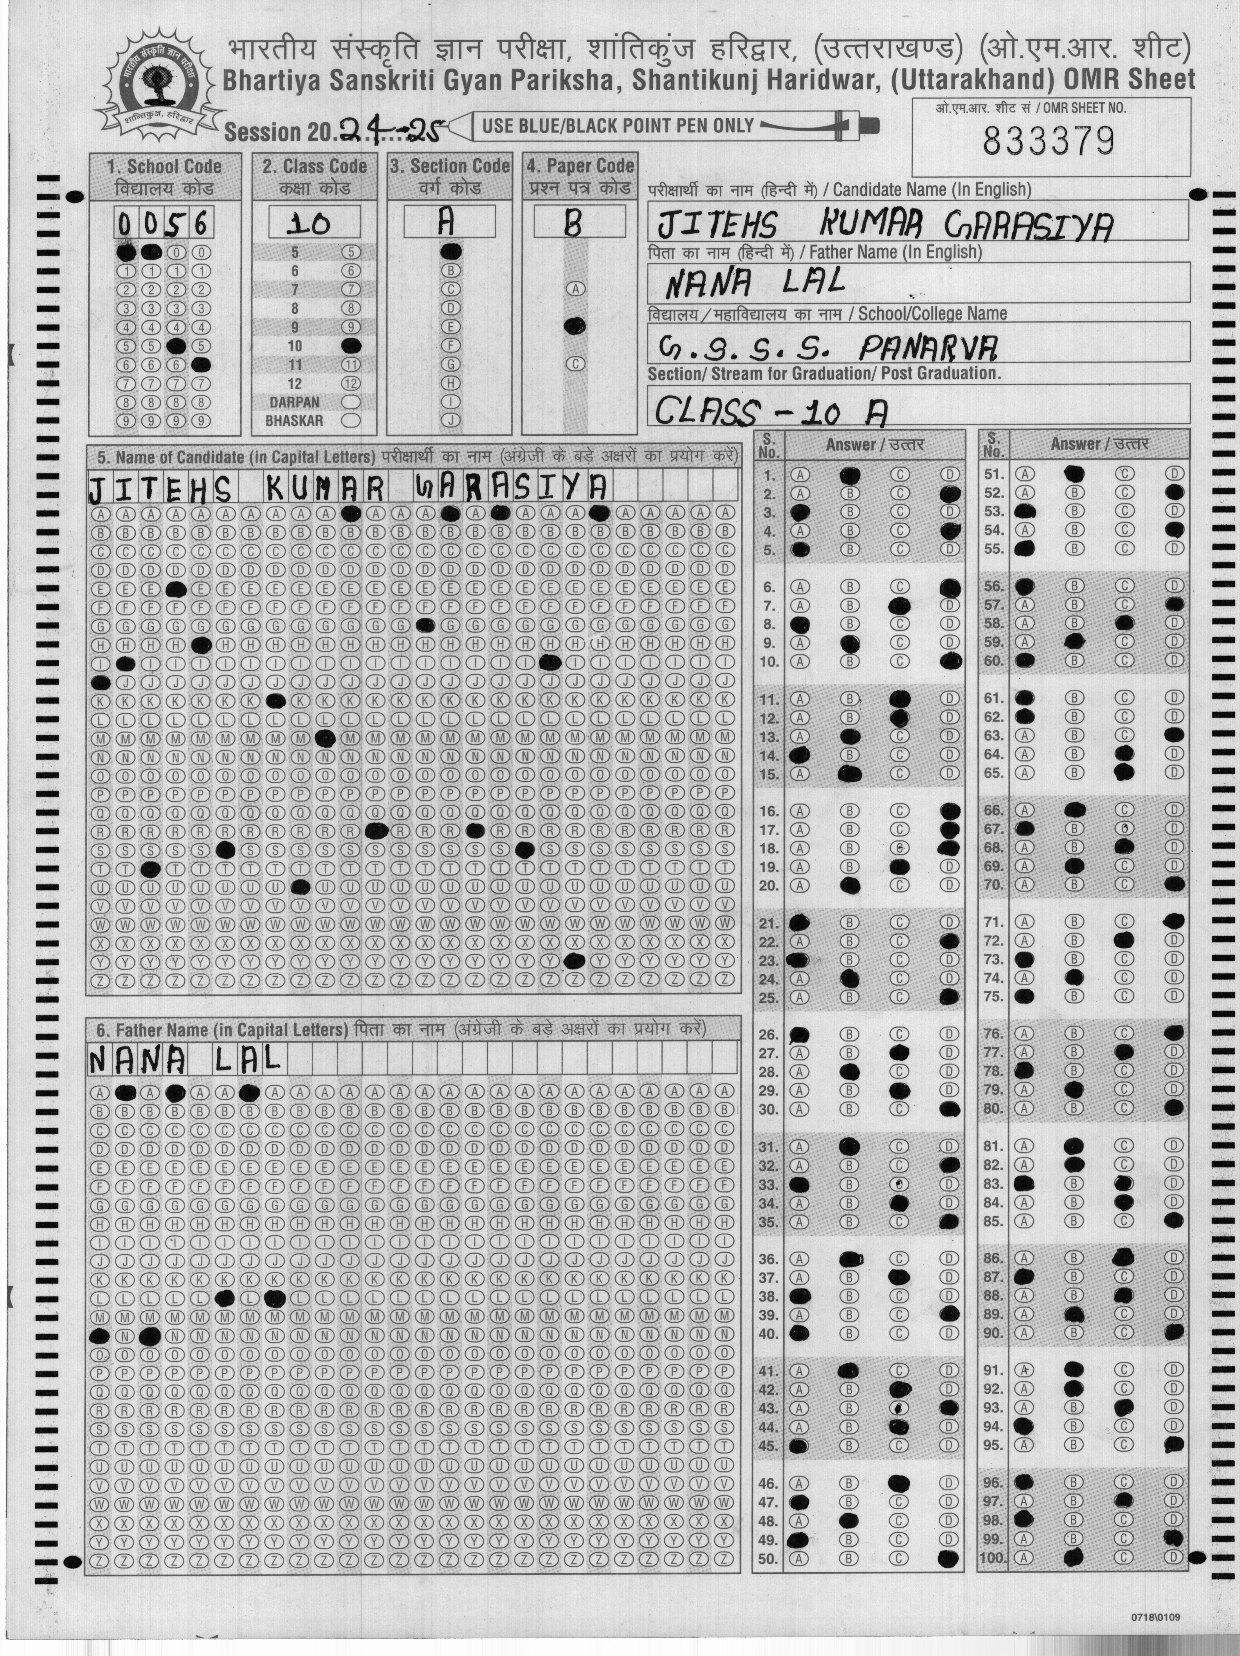 भारतीय संस्कृति ज्ञान परीक्षा, शांतिकुंज हरिद्वार, (उत्तराखण्ड) (ओ.एम.आर. शीट)
Bhartiya Sanskriti Gyan Pariksha, Shantikunj Haridwar, (Uttarakhand) OMR Sheet
Session 2024-25
USE BLUE/BLACK POINT PEN ONLY
ओ.एम.आर. शीट सं / OMR SHEET NO.
833379
1. School Code
विद्यालय कोड
0056
2. Class Code
कक्षा कोड
10
5
6
7
8
9
10
11
12
DARPAN
BHASKAR
3. Section Code
वर्ग कोड
A
4. Paper Code
प्रश्न पत्र कोड
B
परीक्षार्थी का नाम (हिन्दी में) / Candidate Name (In English)
JITEHS KUMAR GARASIYA
पिता का नाम (हिन्दी में) / Father Name (In English)
NANA LAL
विद्यालय/महाविद्यालय का नाम / School/College Name
G.S.S.S. PANARVA
Section/ Stream for Graduation/ Post Graduation.
CLASS - 10 A
5. Name of Candidate (in Capital Letters) परीक्षार्थी का नाम (अंग्रेजी के बड़े अक्षरों का प्रयोग करें)
JITEHS KUMAR GARASIYA
6. Father Name (in Capital Letters) पिता का नाम (अंग्रेजी के बड़े अक्षरों का प्रयोग करें)
NANA LAL
S. No. Answer / उत्तर
S. No. Answer / उत्तर
0718\0109